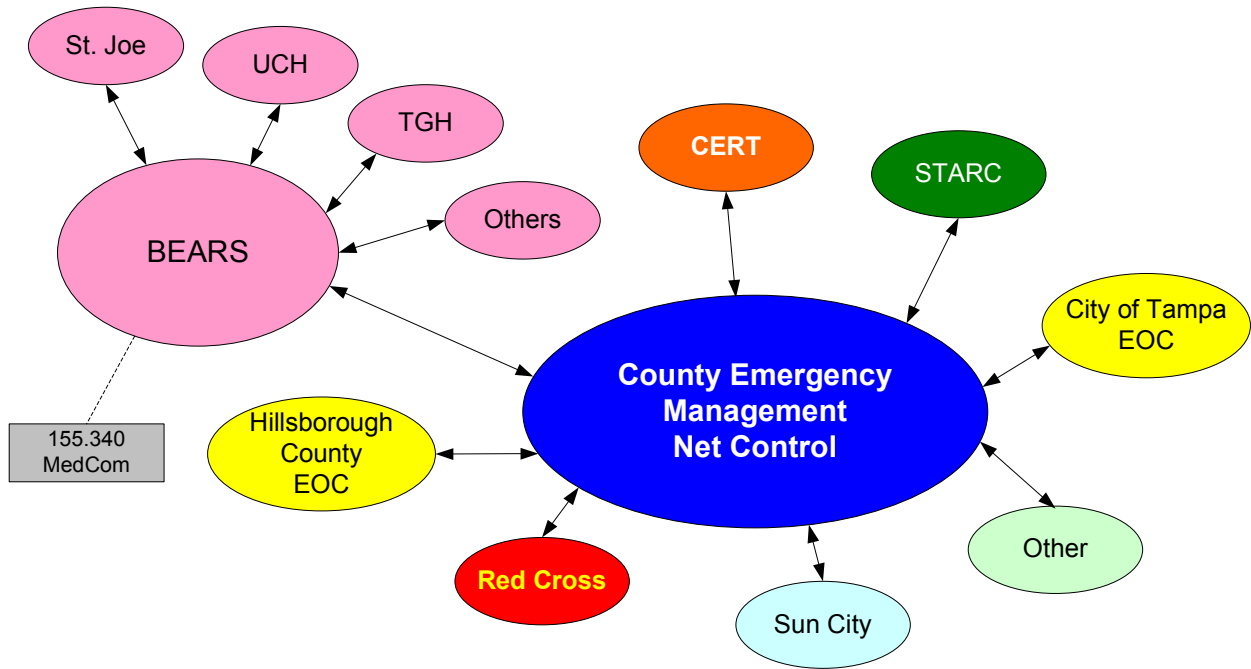 St. Joe
UCH
TGH
Others
BEARS
155.340
MedCom
CERT
STARC
City of Tampa
EOC
County Emergency
Management
Net Control
Hillsborough
County
EOC
Red Cross
Sun City
Other